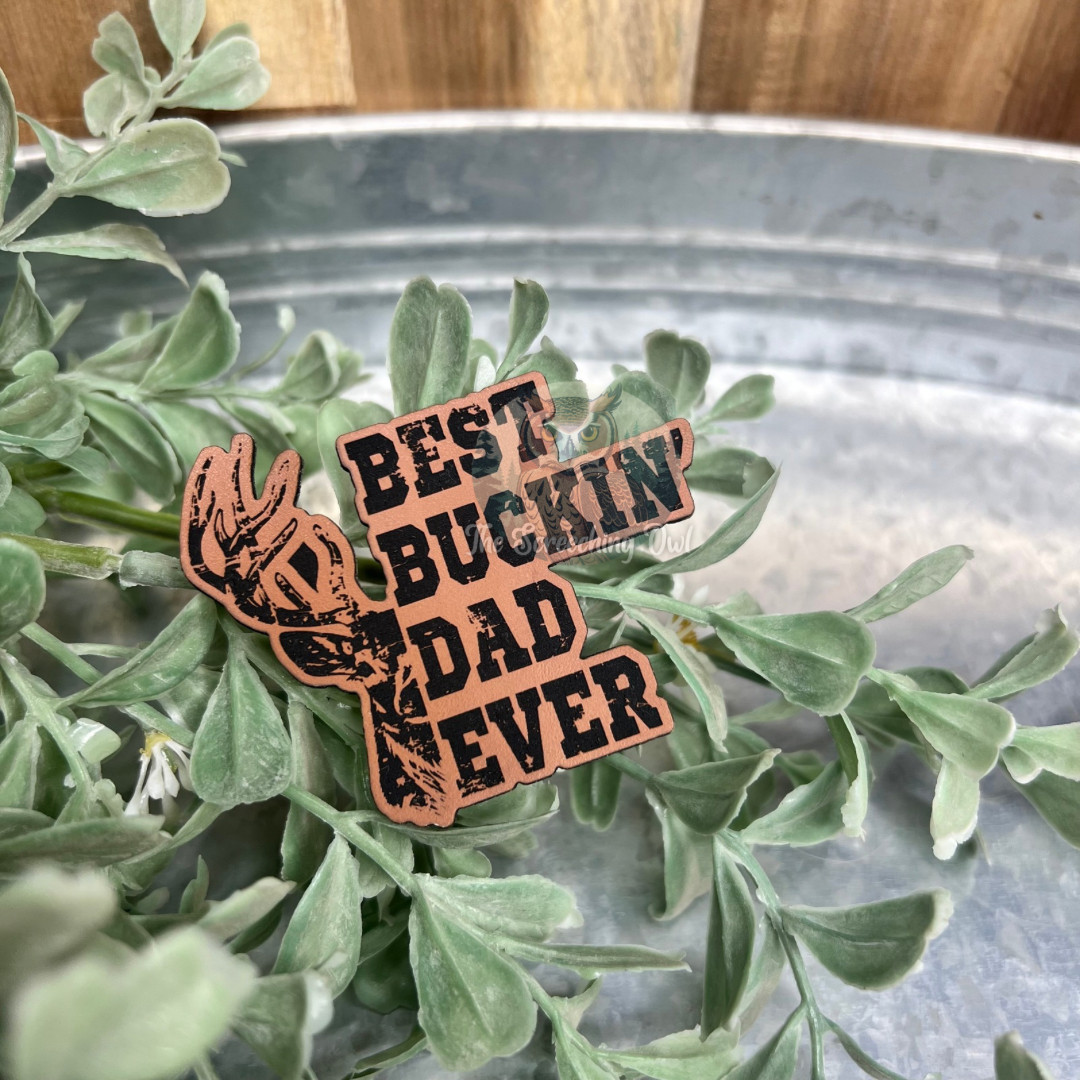 BEST
BUCKIN'
DAD
EVER
The Screeching Owl